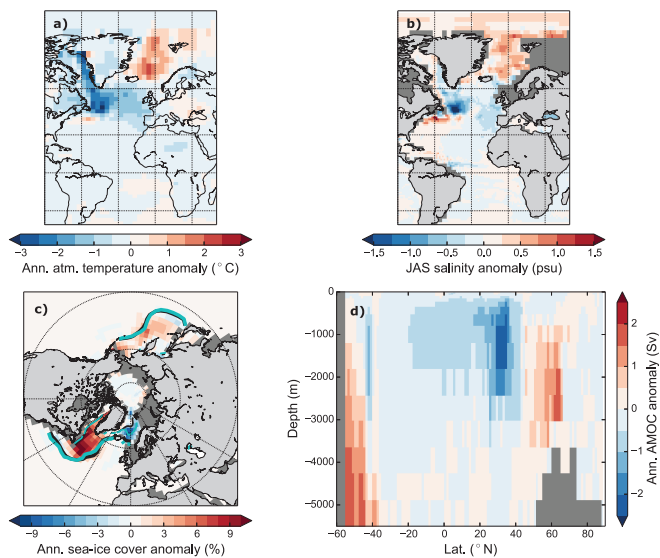 a)
b)
−3 −2 −1 0 1 2 3
Ann. atm. temperature anomaly (°C)
−1.5 −1.0 −0.5 0.0 0.5 1.0 1.5
JAS salinity anomaly (psu)
c)
d)
0
−1000
−2000
−3000
−4000
−5000
Depth (m)
−60 −40 −20 0 20 40 60 80
Lat. (°N)
2
1
0
−1
−2
Ann. AMOC anomaly (Sv)
−9 −6 −3 0 3 6 9
Ann. sea-ice cover anomaly (%)